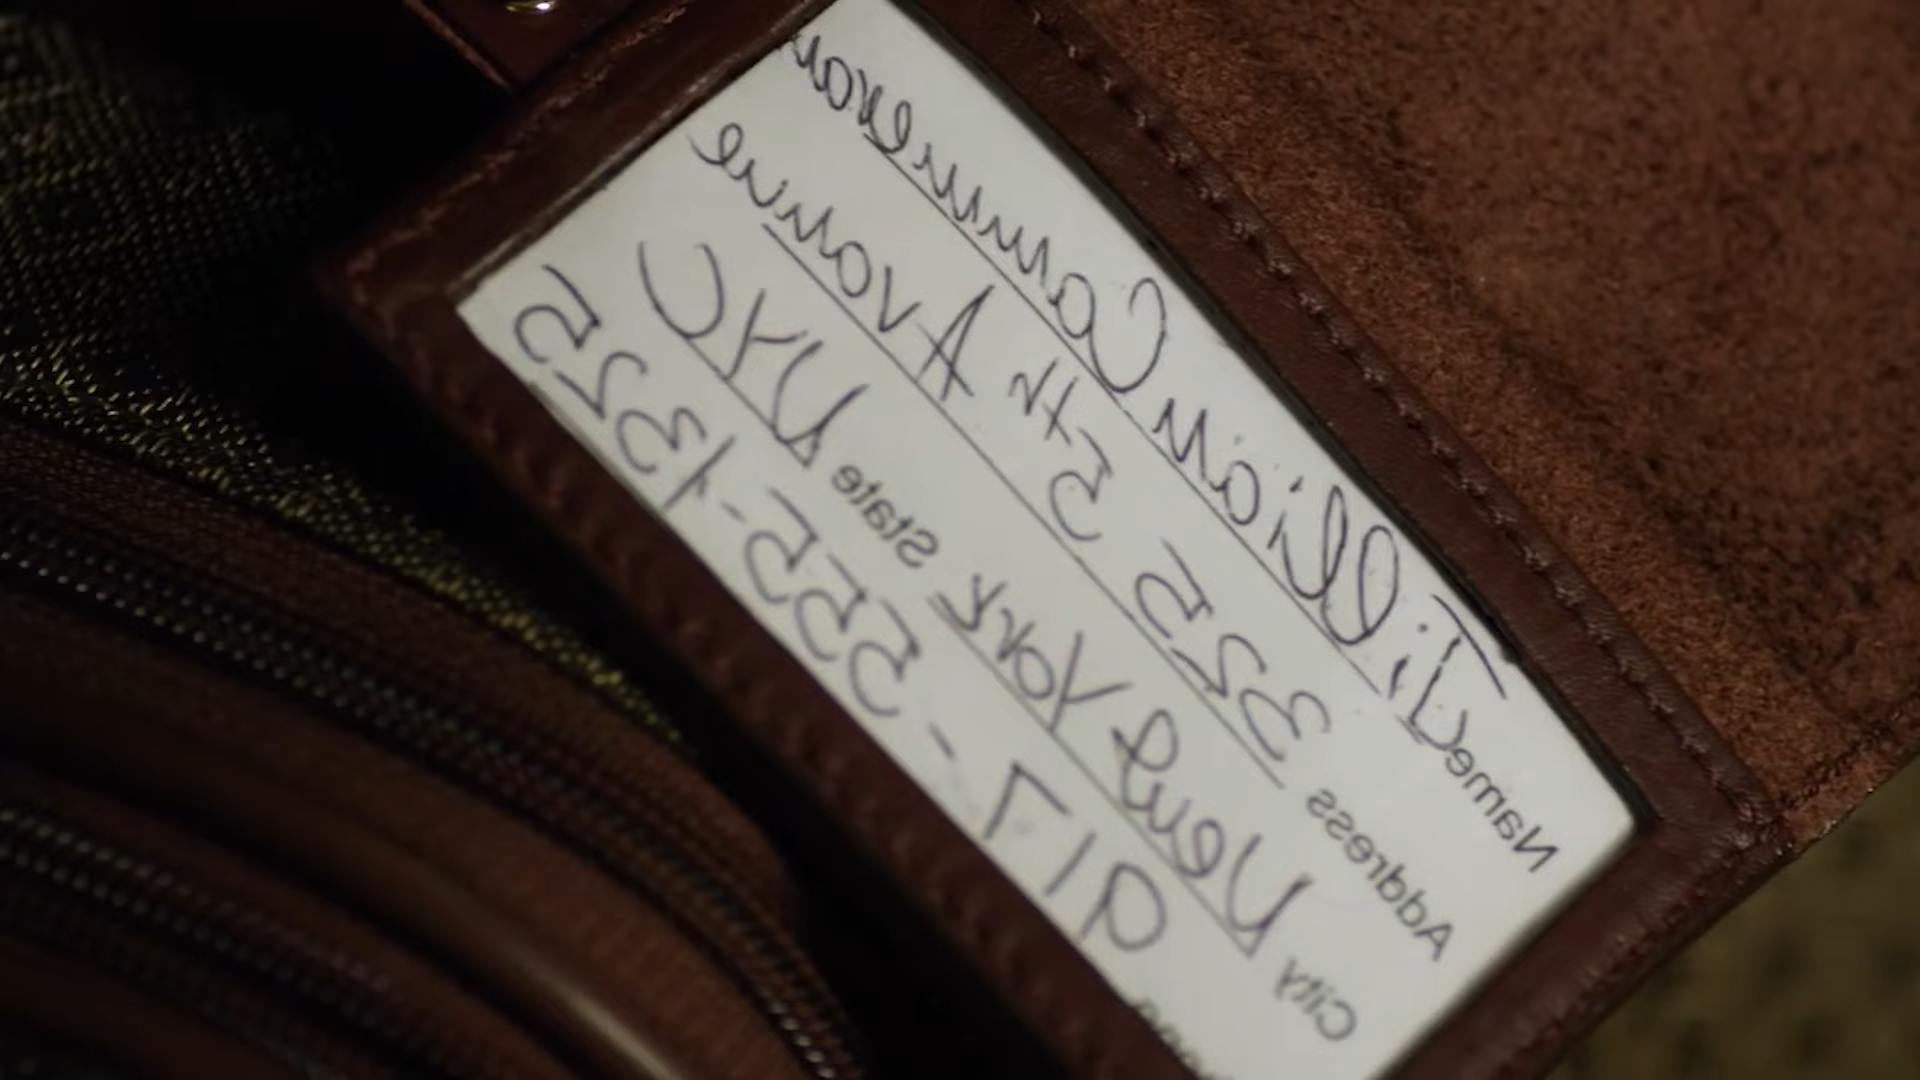 Name Jillian Cammeron
Address 325 5th Avenue
City New York State NYC
917-555-1325